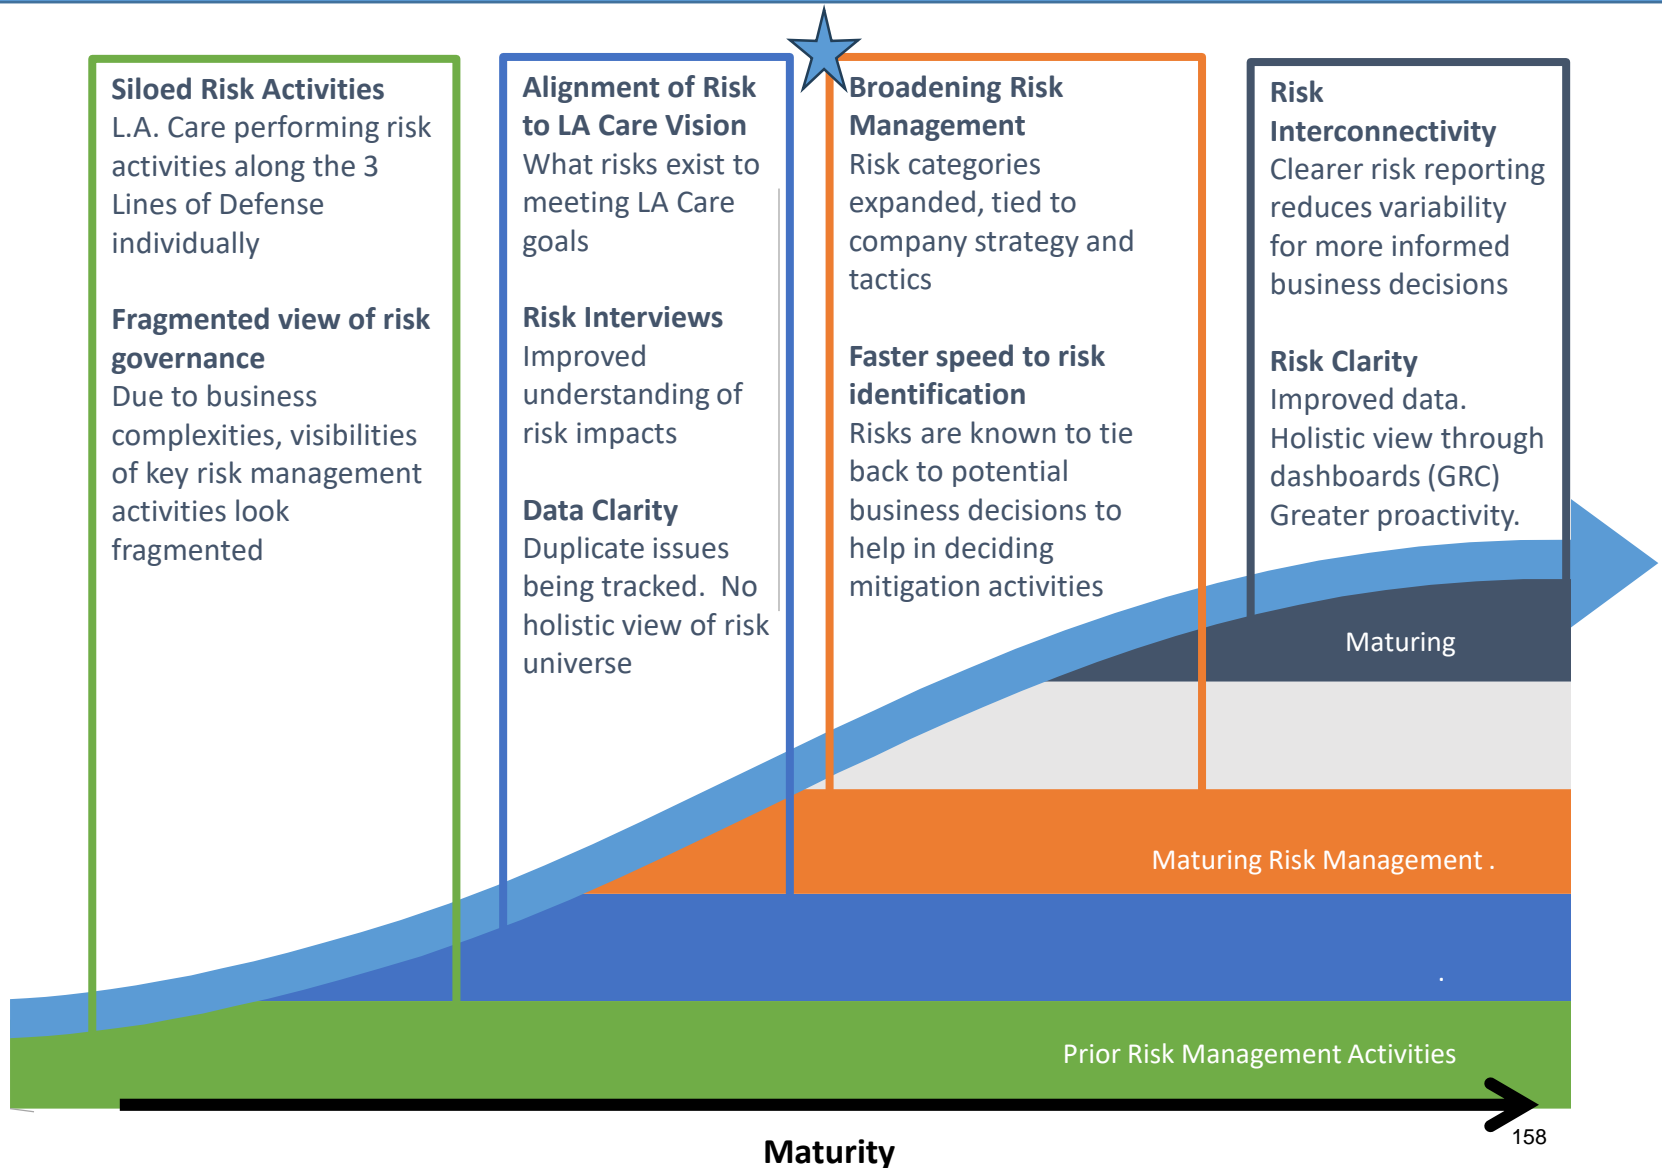 Siloed Risk Activities
L.A. Care performing risk
activities along the 3
Lines of Defense
individually
Fragmented view of risk
governance
Due to business
complexities, visibilities
of key risk management
activities look
fragmented
Alignment of Risk
to LA Care Vision
What risks exist to
meeting LA Care
goals
Risk Interviews
Improved
understanding of
risk impacts
Data Clarity
Duplicate issues
being tracked.  No
holistic view of risk
universe
Broadening Risk
Management
Risk categories
expanded, tied to
company strategy and
tactics
Faster speed to risk
identification
Risks are known to tie
back to potential
business decisions to
help in deciding
mitigation activities
Risk
Interconnectivity
Clearer risk reporting
reduces variability
for more informed
business decisions
Risk Clarity
Improved data.
Holistic view through
dashboards (GRC)
Greater proactivity.
Maturing
Maturing Risk Management .
.
Prior Risk Management Activities
Maturity
158